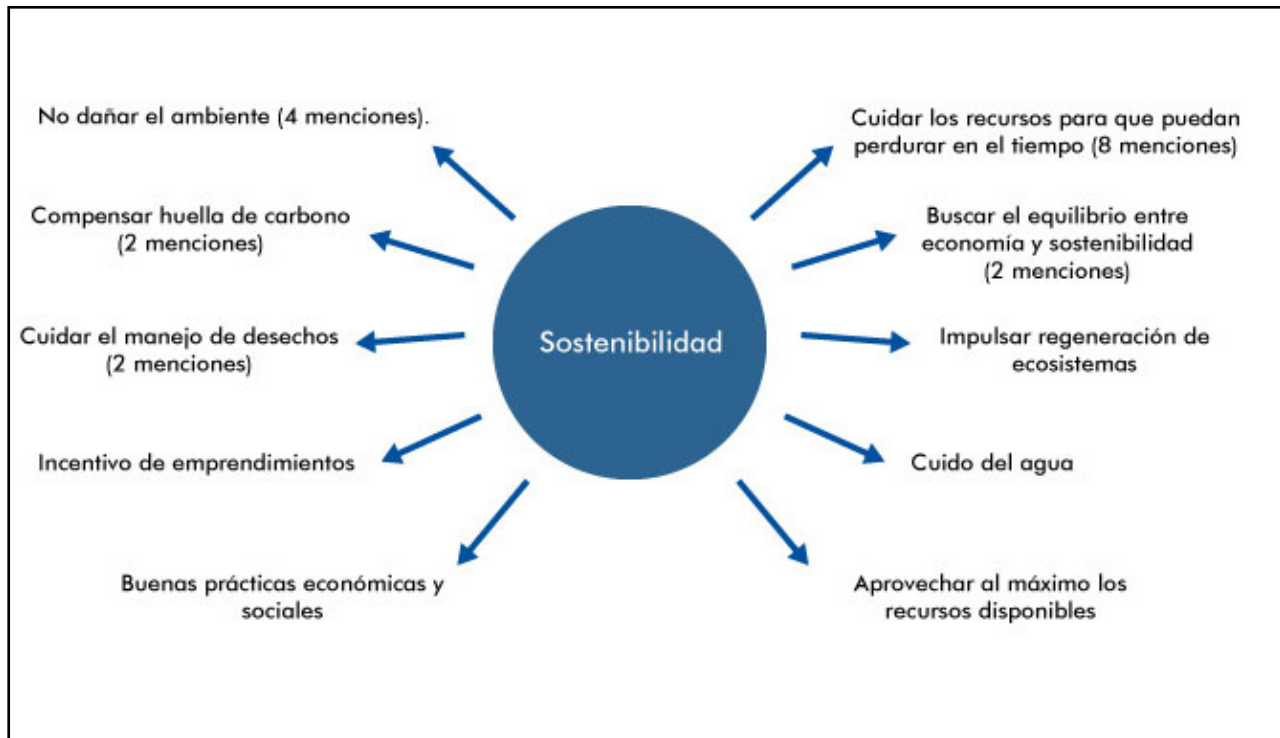 No dañar el ambiente (4 menciones).
Compensar huella de carbono
(2 menciones)
Cuidar el manejo de desechos
(2 menciones)
Incentivo de emprendimientos
Buenas prácticas económicas y
sociales
Sostenibilidad
Cuidar los recursos para que puedan
perdurar en el tiempo (8 menciones)
Buscar el equilibrio entre
economía y sostenibilidad
(2 menciones)
Impulsar regeneración de
ecosistemas
Cuido del agua
Aprovechar al máximo los
recursos disponibles